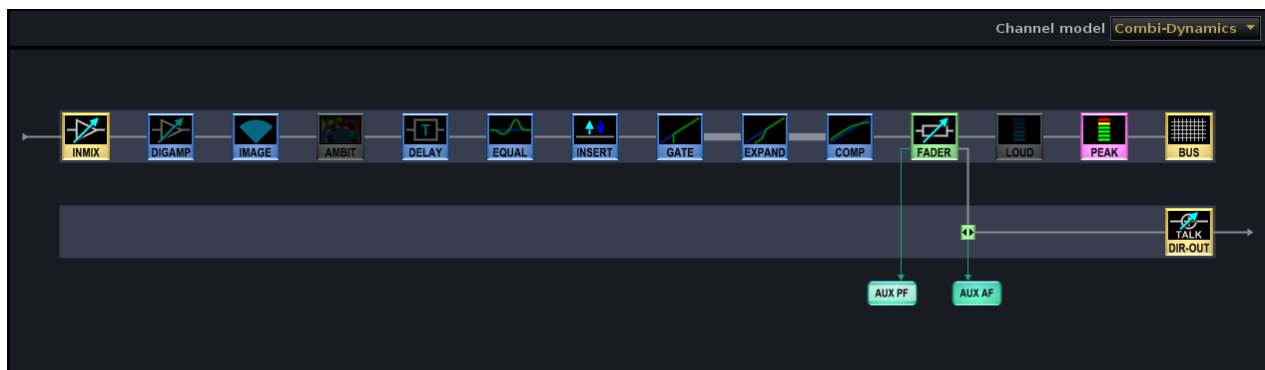 Channel model Combi-Dynamics
INMIX DIGAMP IMAGE AMBIT DELAY EQUAL INSERT GATE EXPAND COMP FADER LOUD PEAK BUS
T
TALK
DIR-OUT
AUX PF AUX AF